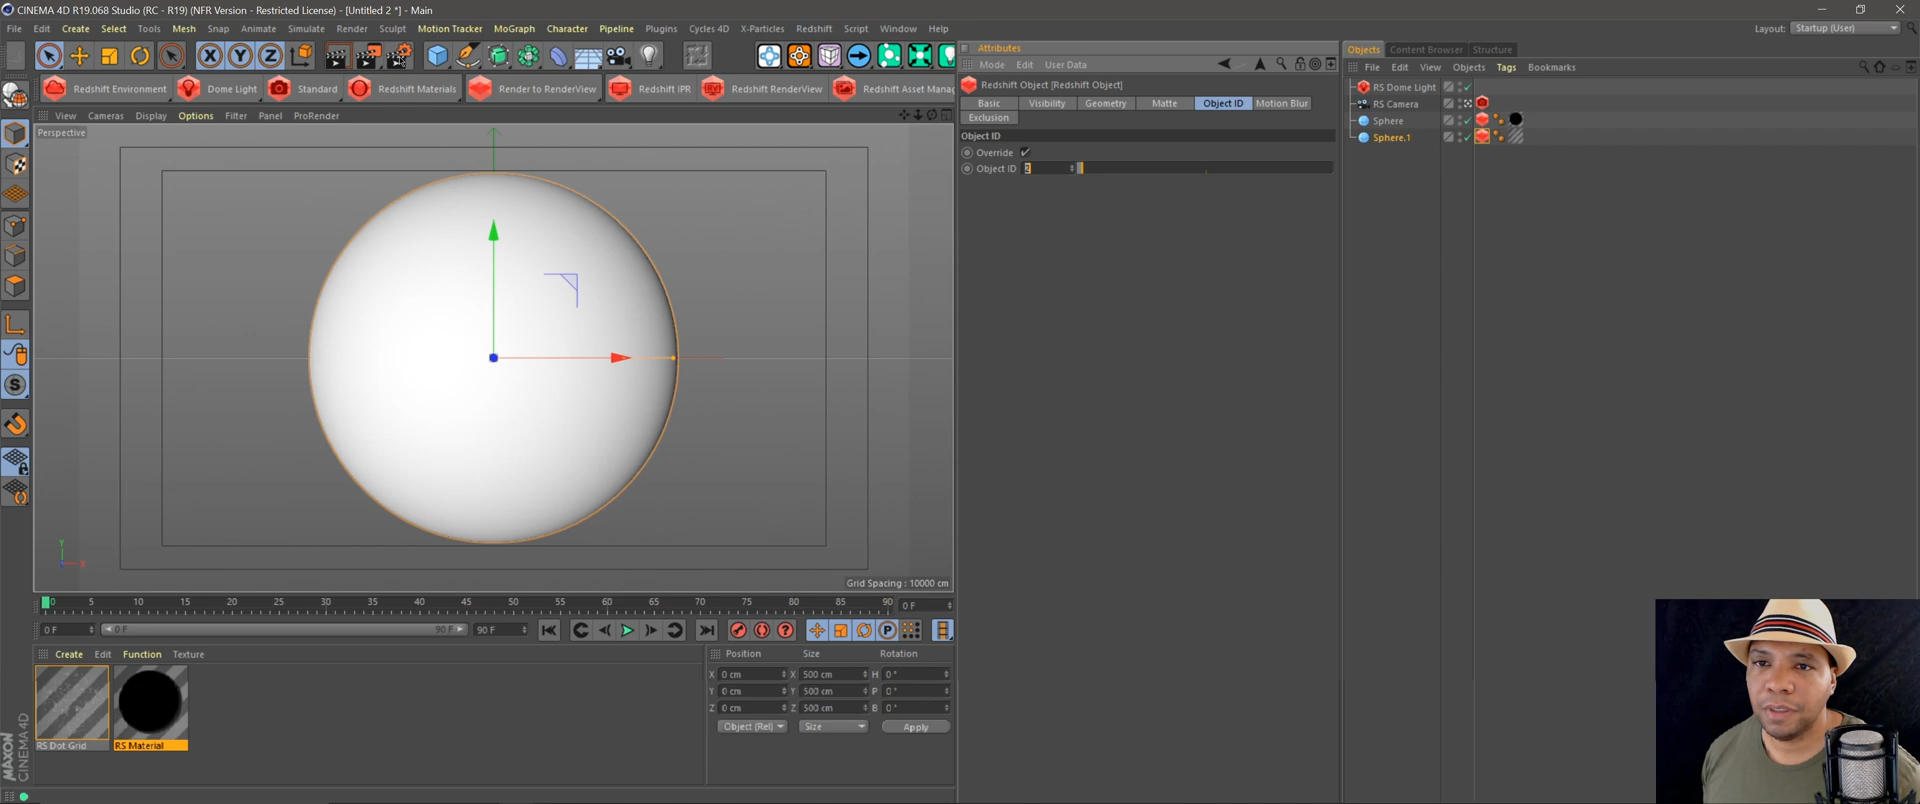 CINEMA 4D R19.068 Studio (RC - R19) (NFR Version - Restricted License) - [Untitled 2 *] - Main
File Edit Create Select Tools Mesh Snap Animate Simulate Render Sculpt Motion Tracker MoGraph Character Pipeline Plugins Cycles 4D X-Particles Redshift Script Window Help Layout: Startup (User)
X Y Z
Attributes
Objects Content Browser Structure
Mode Edit User Data
File Edit View Objects Tags Bookmarks
Redshift Environment Dome Light Standard Redshift Materials Render to RenderView Redshift IPR Redshift RenderView Redshift Asset Mana
Redshift Object [Redshift Object]
RS Dome Light
RS Camera
Sphere
Sphere.1
Basic Visibility Geometry Matte Object ID Motion Blur
Exclusion
Object ID
Override
Object ID 2
View Cameras Display Options Filter Panel ProRender
Perspective
Y
X
Grid Spacing : 10000 cm
0 5 10 15 20 25 30 35 40 45 50 55 60 65 70 75 80 85 90 0 F
0 F 0 F 90 F 90 F
P
Create Edit Function Texture
Position Size Rotation
X 0 cm X 500 cm H 0 °
Y 0 cm Y 500 cm P 0 °
Z 0 cm Z 500 cm B 0 °
Object (Rel) Size Apply
RS Dot Grid RS Material
MAXON
CINEMA 4D